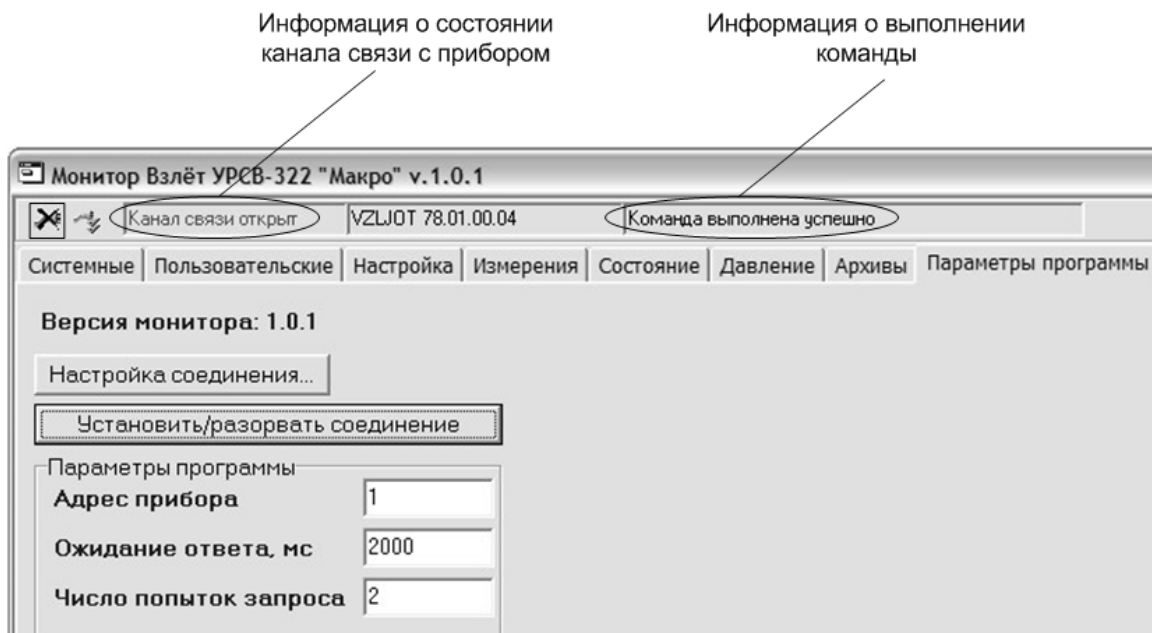 Информация о состоянии
канала связи с прибором
Информация о выполнении
команды
Монитор Взлёт УРСВ-322 "Макро" v.1.0.1
Канал связи открыт VZLJOT 78.01.00.04 Команда выполнена успешно
Системные Пользовательские Настройка Измерения Состояние Давление Архивы Параметры программы
Версия монитора: 1.0.1
Настройка соединения...
Установить/разорвать соединение
Параметры программы
Адрес прибора 1
Ожидание ответа, мс 2000
Число попыток запроса 2